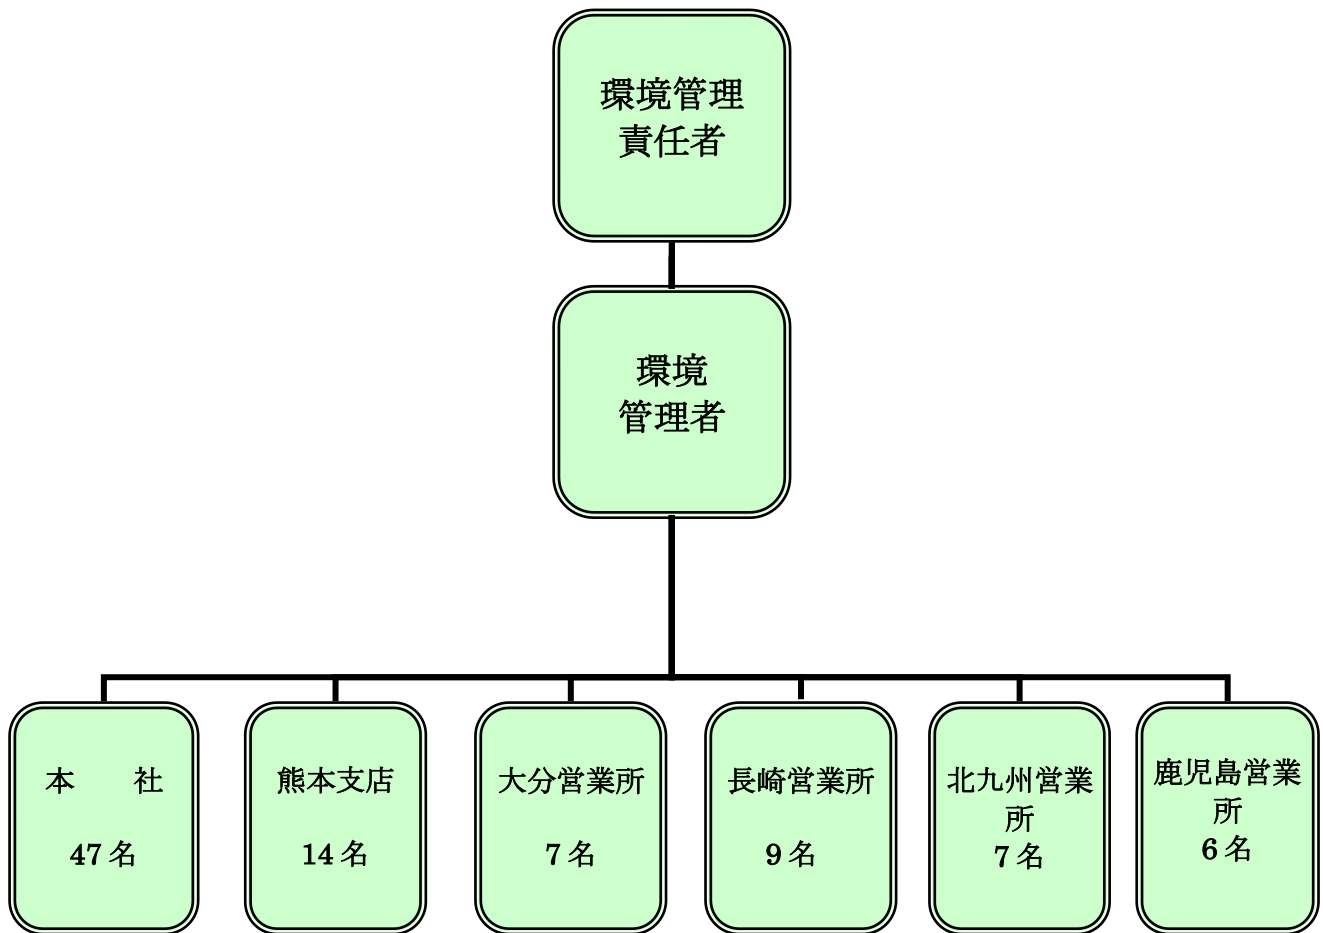 環境管理
責任者
環境
管理者
本　　社
47名
熊本支店
14名
大分営業所
7名
長崎営業所
9名
北九州営業
所
7名
鹿児島営業
所
6名